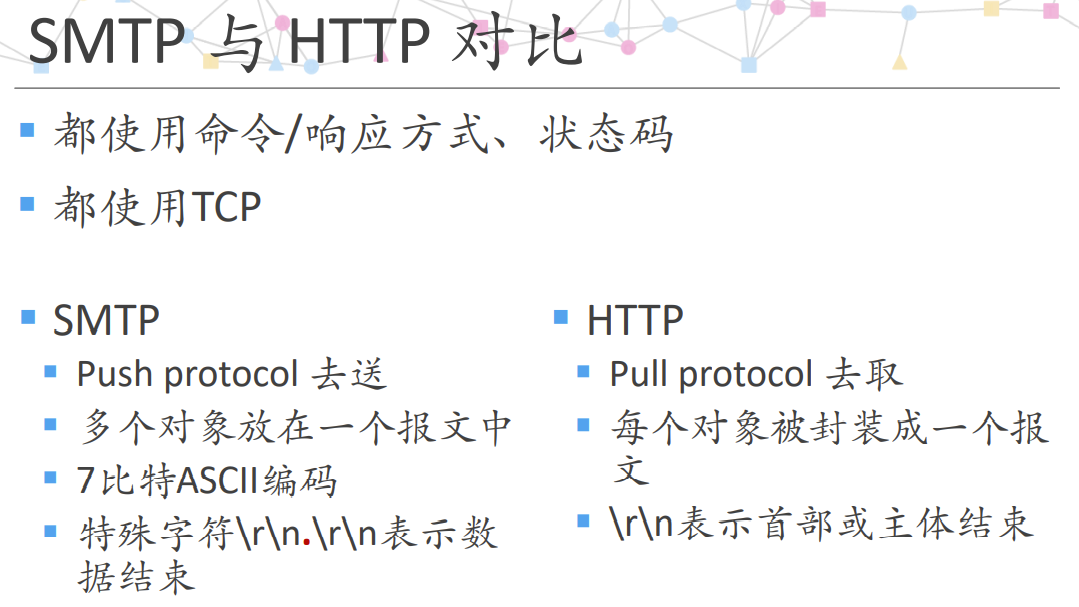 SMTP 与 HTTP 对比
都使用命令/响应方式、状态码
都使用TCP
SMTP
Push protocol 去送
多个对象放在一个报文中
7比特ASCII编码
特殊字符\r\n.\r\n表示数
据结束
HTTP
Pull protocol 去取
每个对象被封装成一个报
文
\r\n表示首部或主体结束